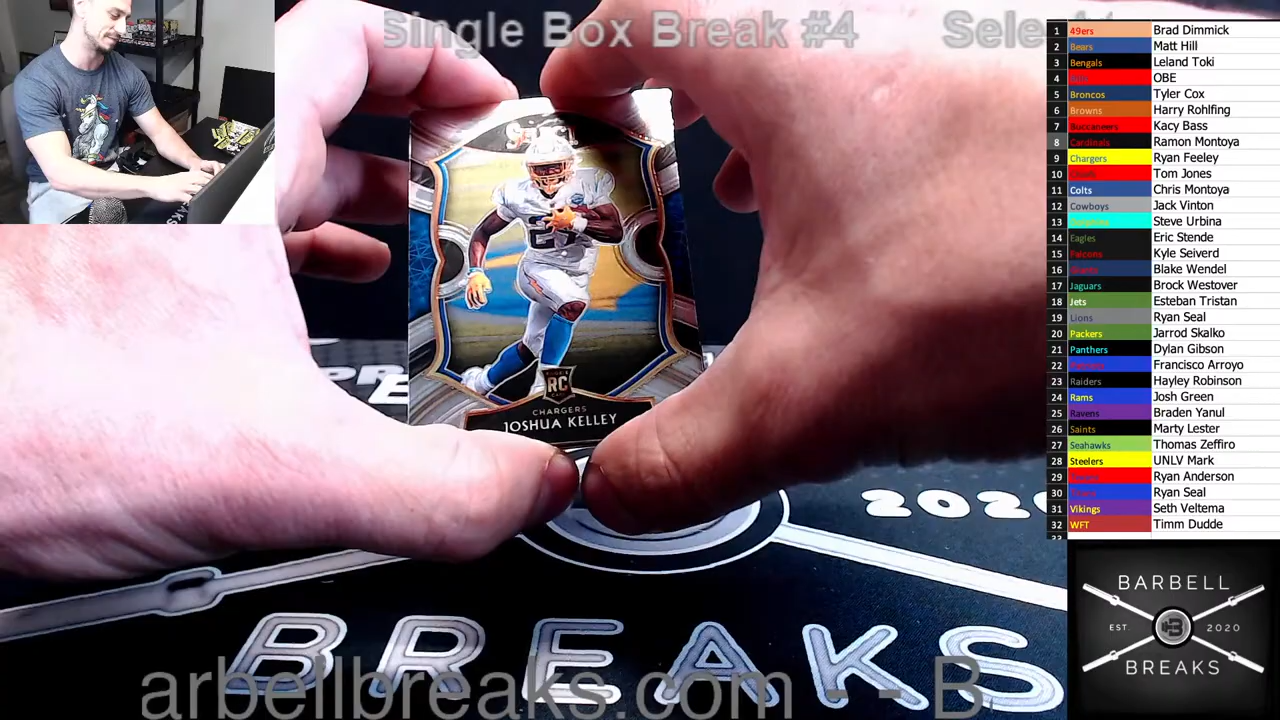 Single Box Break #4 Sele
RC
CHARGERS
JOSHUA KELLEY
2020
BREAKS
arbellbreaks.com - - B
1 49ers Brad Dimmick
2 Bears Matt Hill
3 Bengals Leland Toki
4 OBE
5 Broncos Tyler Cox
6 Browns Harry Rohlfing
7 Buccaneers Kacy Bass
8 Cardinals Ramon Montoya
9 Chargers Ryan Feeley
10 Chiefs Tom Jones
11 Colts Chris Montoya
12 Cowboys Jack Vinton
13 Steve Urbina
14 Eagles Eric Stende
15 Falcons Kyle Seiverd
16 Giants Blake Wendel
17 Jaguars Brock Westover
18 Jets Esteban Tristan
19 Lions Ryan Seal
20 Packers Jarrod Skalko
21 Panthers Dylan Gibson
22 Francisco Arroyo
23 Raiders Hayley Robinson
24 Rams Josh Green
25 Ravens Braden Yanul
26 Saints Marty Lester
27 Seahawks Thomas Zeffiro
28 Steelers UNLV Mark
29 Ryan Anderson
30 Ryan Seal
31 Vikings Seth Veltema
32 WFT Timm Dudde
33
BARBELL
EST. 2020
BREAKS